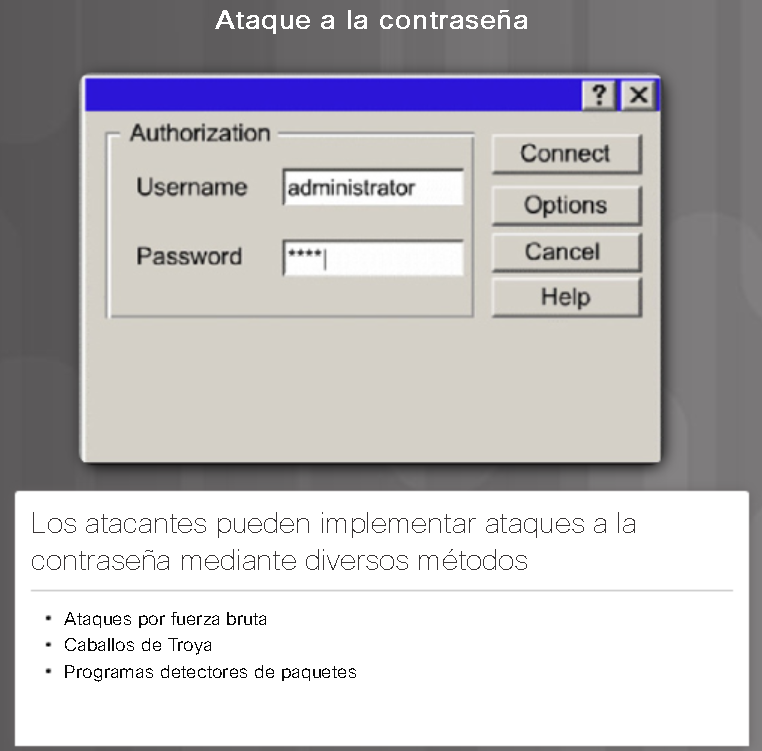 Ataque a la contraseña
? X
Authorization
Username administrator
Password ****
Connect
Options
Cancel
Help
Los atacantes pueden implementar ataques a la
contraseña mediante diversos métodos
• Ataques por fuerza bruta
• Caballos de Troya
• Programas detectores de paquetes